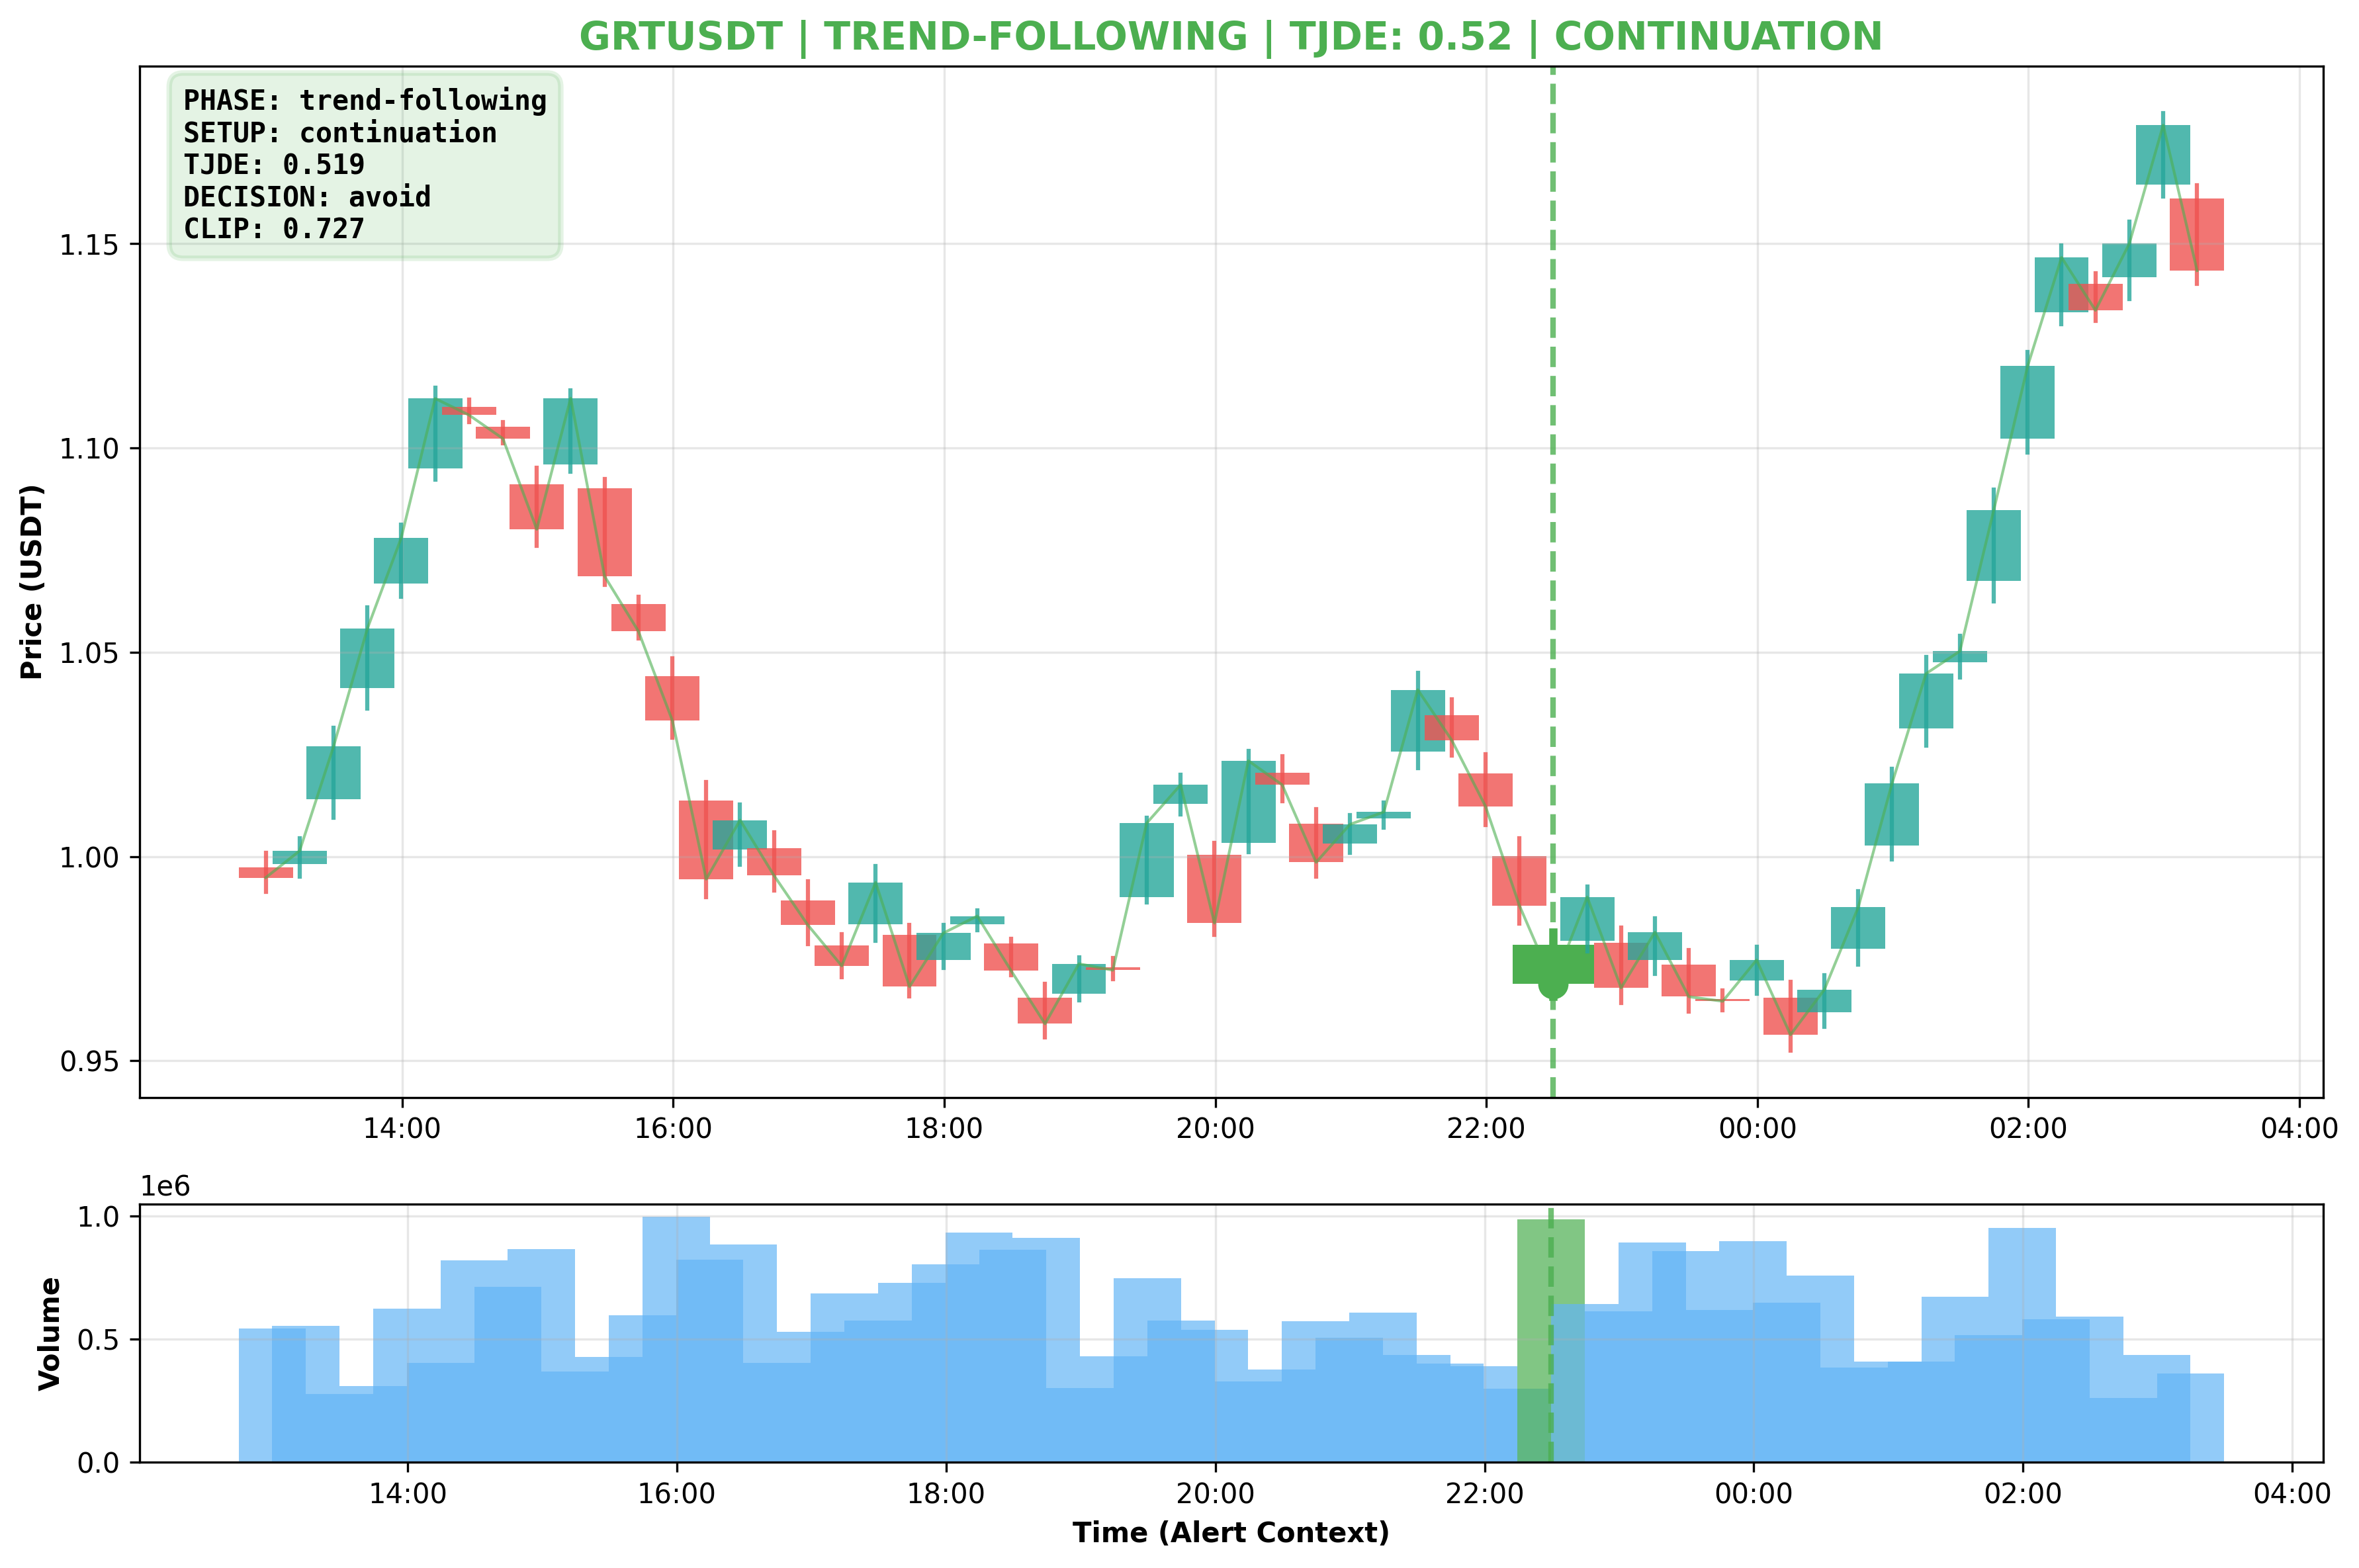 GRTUSDT | TREND-FOLLOWING | TJDE: 0.52 | CONTINUATION
PHASE: trend-following
SETUP: continuation
TJDE: 0.519
DECISION: avoid
CLIP: 0.727
Price (USDT)
1.15
1.10
1.05
1.00
0.95
14:00 16:00 18:00 20:00 22:00 00:00 02:00 04:00
1e6
Volume
1.0
0.5
0.0
14:00 16:00 18:00 20:00 22:00 00:00 02:00 04:00
Time (Alert Context)